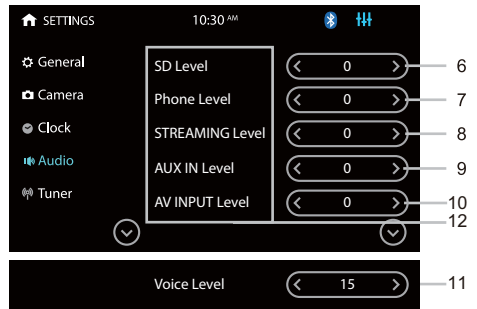 SETTINGS 10:30 AM
General SD Level 0 6
Camera Phone Level 0 7
Clock STREAMING Level 0 8
Audio AUX IN Level 0 9
Tuner AV INPUT Level 0 10
12
Voice Level 15 11